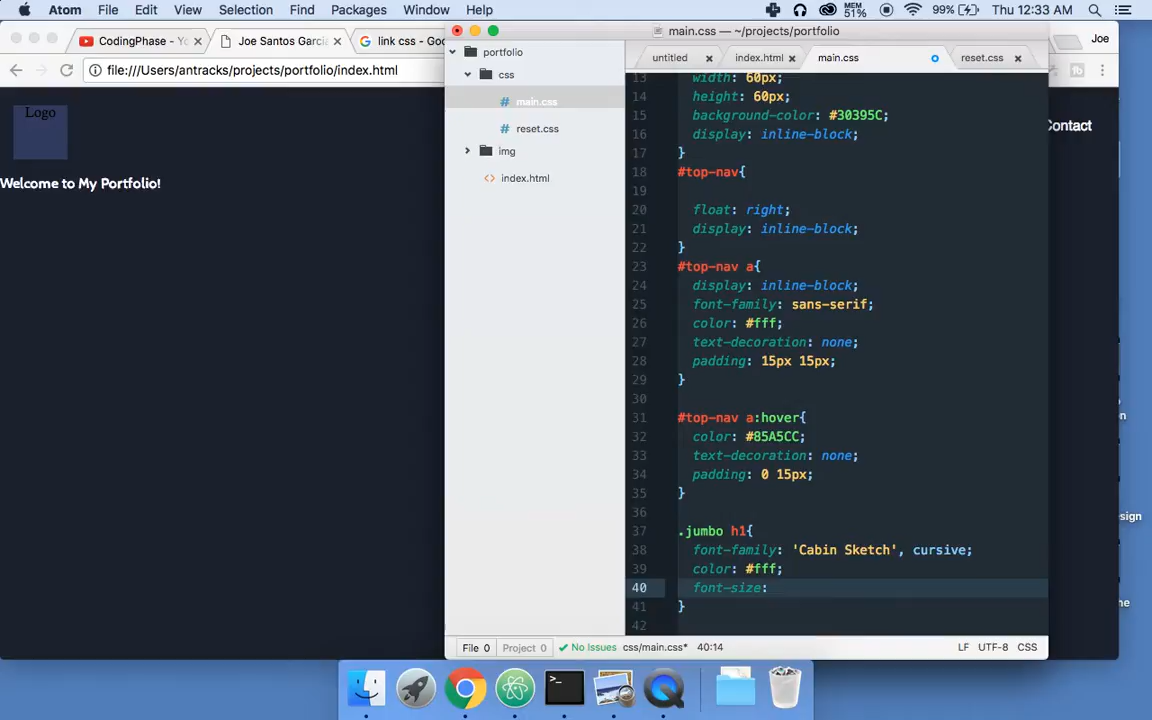 Atom File Edit View Selection Find Packages Window Help MEM 51% 99% Thu 12:33 AM
CodingPhase - Yo × Joe Santos Garcia × link css - Goo
main.css — ~/projects/portfolio
Joe
file:///Users/antracks/projects/portfolio/index.html
Logo
Contact
Welcome to My Portfolio!
portfolio
css
main.css
reset.css
img
index.html
untitled × index.html × main.css reset.css ×
13 width: 60px;
14 height: 60px;
15 background-color: #30395C;
16 display: inline-block;
17 }
18 #top-nav{
19
20 float: right;
21 display: inline-block;
22 }
23 #top-nav a{
24 display: inline-block;
25 font-family: sans-serif;
26 color: #fff;
27 text-decoration: none;
28 padding: 15px 15px;
29 }
30
31 #top-nav a:hover{
32 color: #85A5CC;
33 text-decoration: none;
34 padding: 0 15px;
35 }
36
37 .jumbo h1{
38 font-family: 'Cabin Sketch', cursive;
39 color: #fff;
40 font-size:
41 }
42
File 0 Project 0 No Issues css/main.css* 40:14 LF UTF-8 CSS